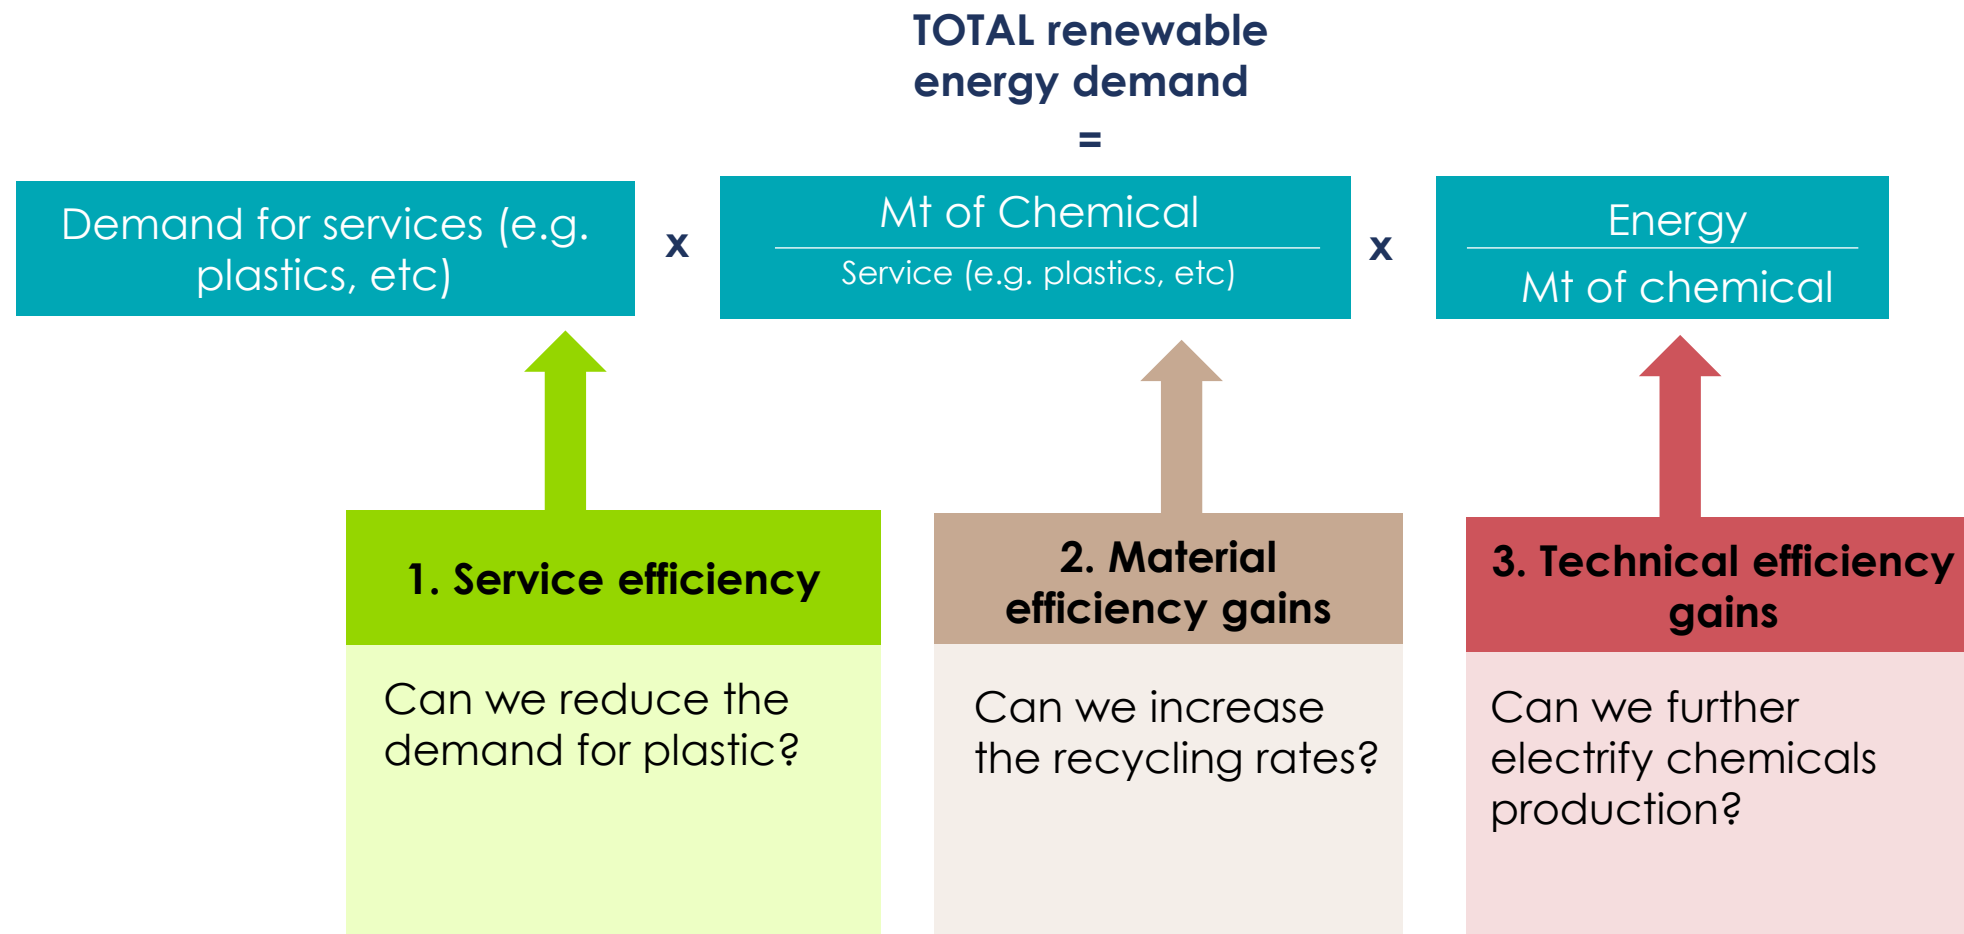 TOTAL renewable
energy demand
=
Demand for services (e.g.
plastics, etc)
x
Mt of Chemical
Service (e.g. plastics, etc)
x
Energy
Mt of chemical
1. Service efficiency
Can we reduce the
demand for plastic?
2. Material
efficiency gains
Can we increase
the recycling rates?
3. Technical efficiency
gains
Can we further
electrify chemicals
production?